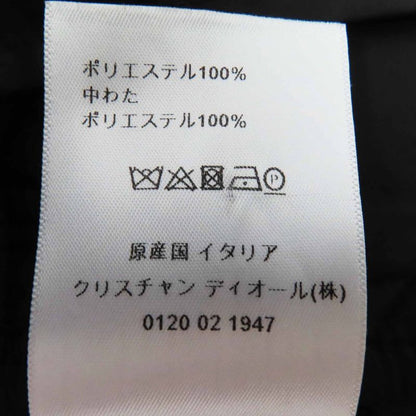 ポリエステル100%
中わた
ポリエステル100%
P
原産国 イタリア
クリスチャン ディオール(株)
0120 02 1947